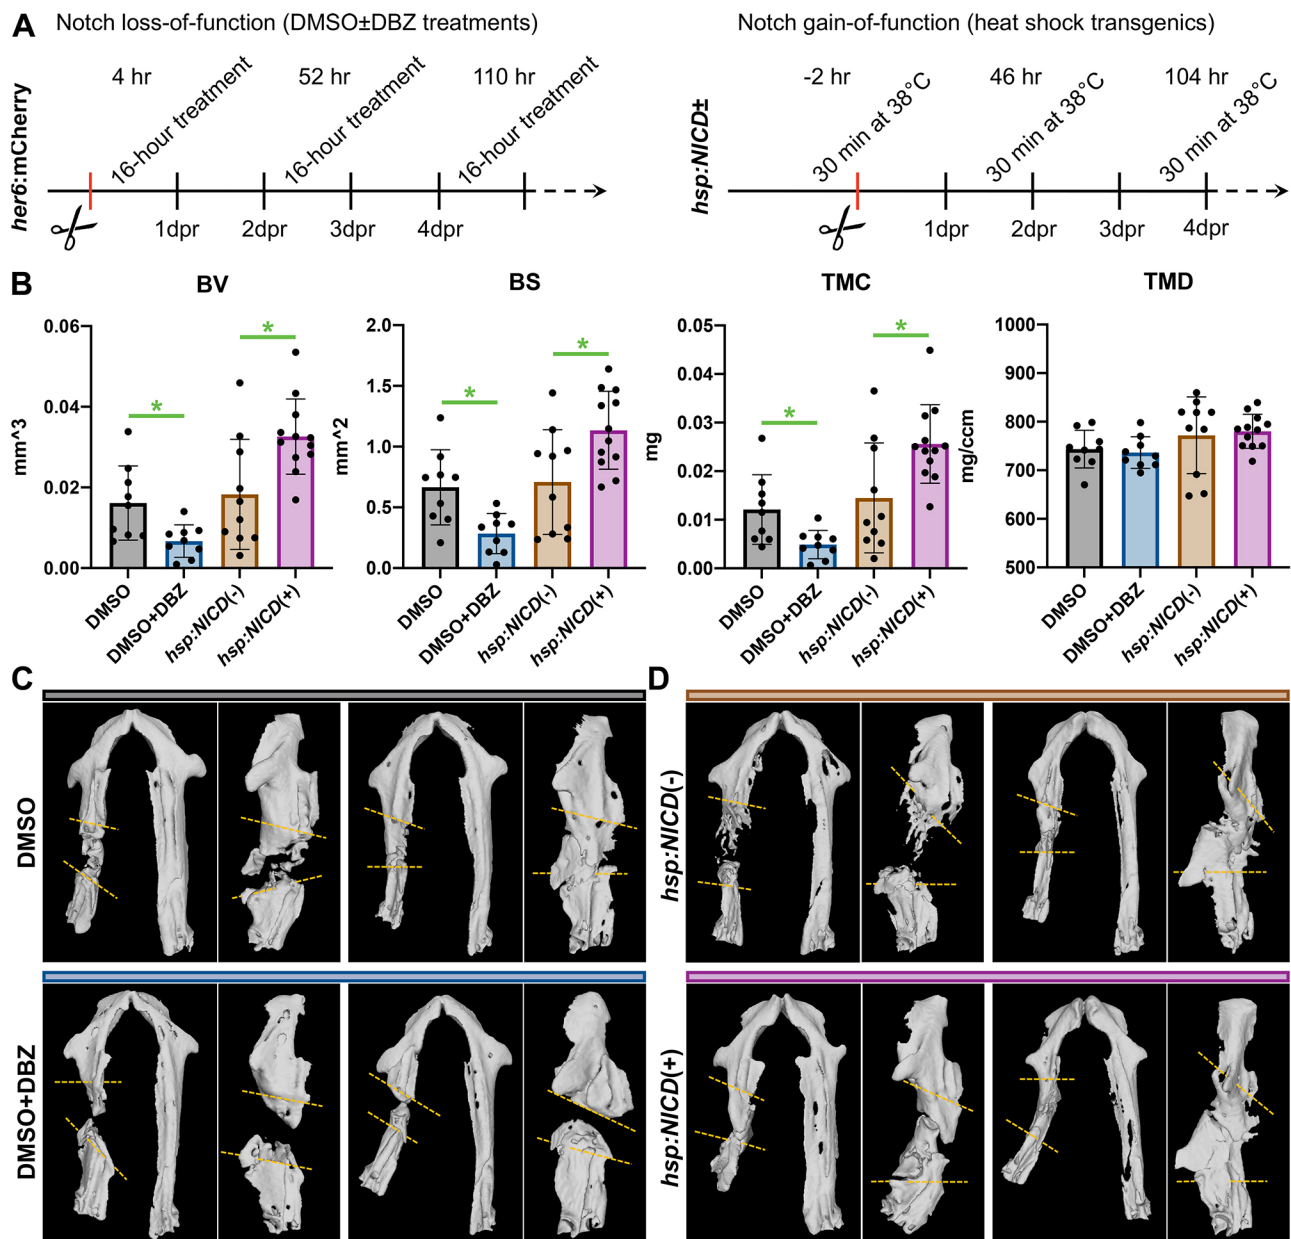 A
Notch loss-of-function (DMSO±DBZ treatments)
her6:mCherry
4 hr
52 hr
110 hr
16-hour treatment
16-hour treatment
16-hour treatment
1dpr
2dpr
3dpr
4dpr
Notch gain-of-function (heat shock transgenics)
hsp:NICD±
-2 hr
46 hr
104 hr
30 min at 38°C
30 min at 38°C
30 min at 38°C
1dpr
2dpr
3dpr
4dpr
B
BV
mm^3
0.06
0.04
0.02
0.00
*
*
DMSO
DMSO+DBZ
hsp:NICD(-)
hsp:NICD(+)
BS
mm^2
2.0
1.5
1.0
0.5
0.0
*
*
DMSO
DMSO+DBZ
hsp:NICD(-)
hsp:NICD(+)
TMC
mg
0.05
0.04
0.03
0.02
0.01
0.00
*
*
DMSO
DMSO+DBZ
hsp:NICD(-)
hsp:NICD(+)
TMD
mg/ccm
1000
900
800
700
600
500
DMSO
DMSO+DBZ
hsp:NICD(-)
hsp:NICD(+)
C
DMSO
DMSO+DBZ
D
hsp:NICD(-)
hsp:NICD(+)